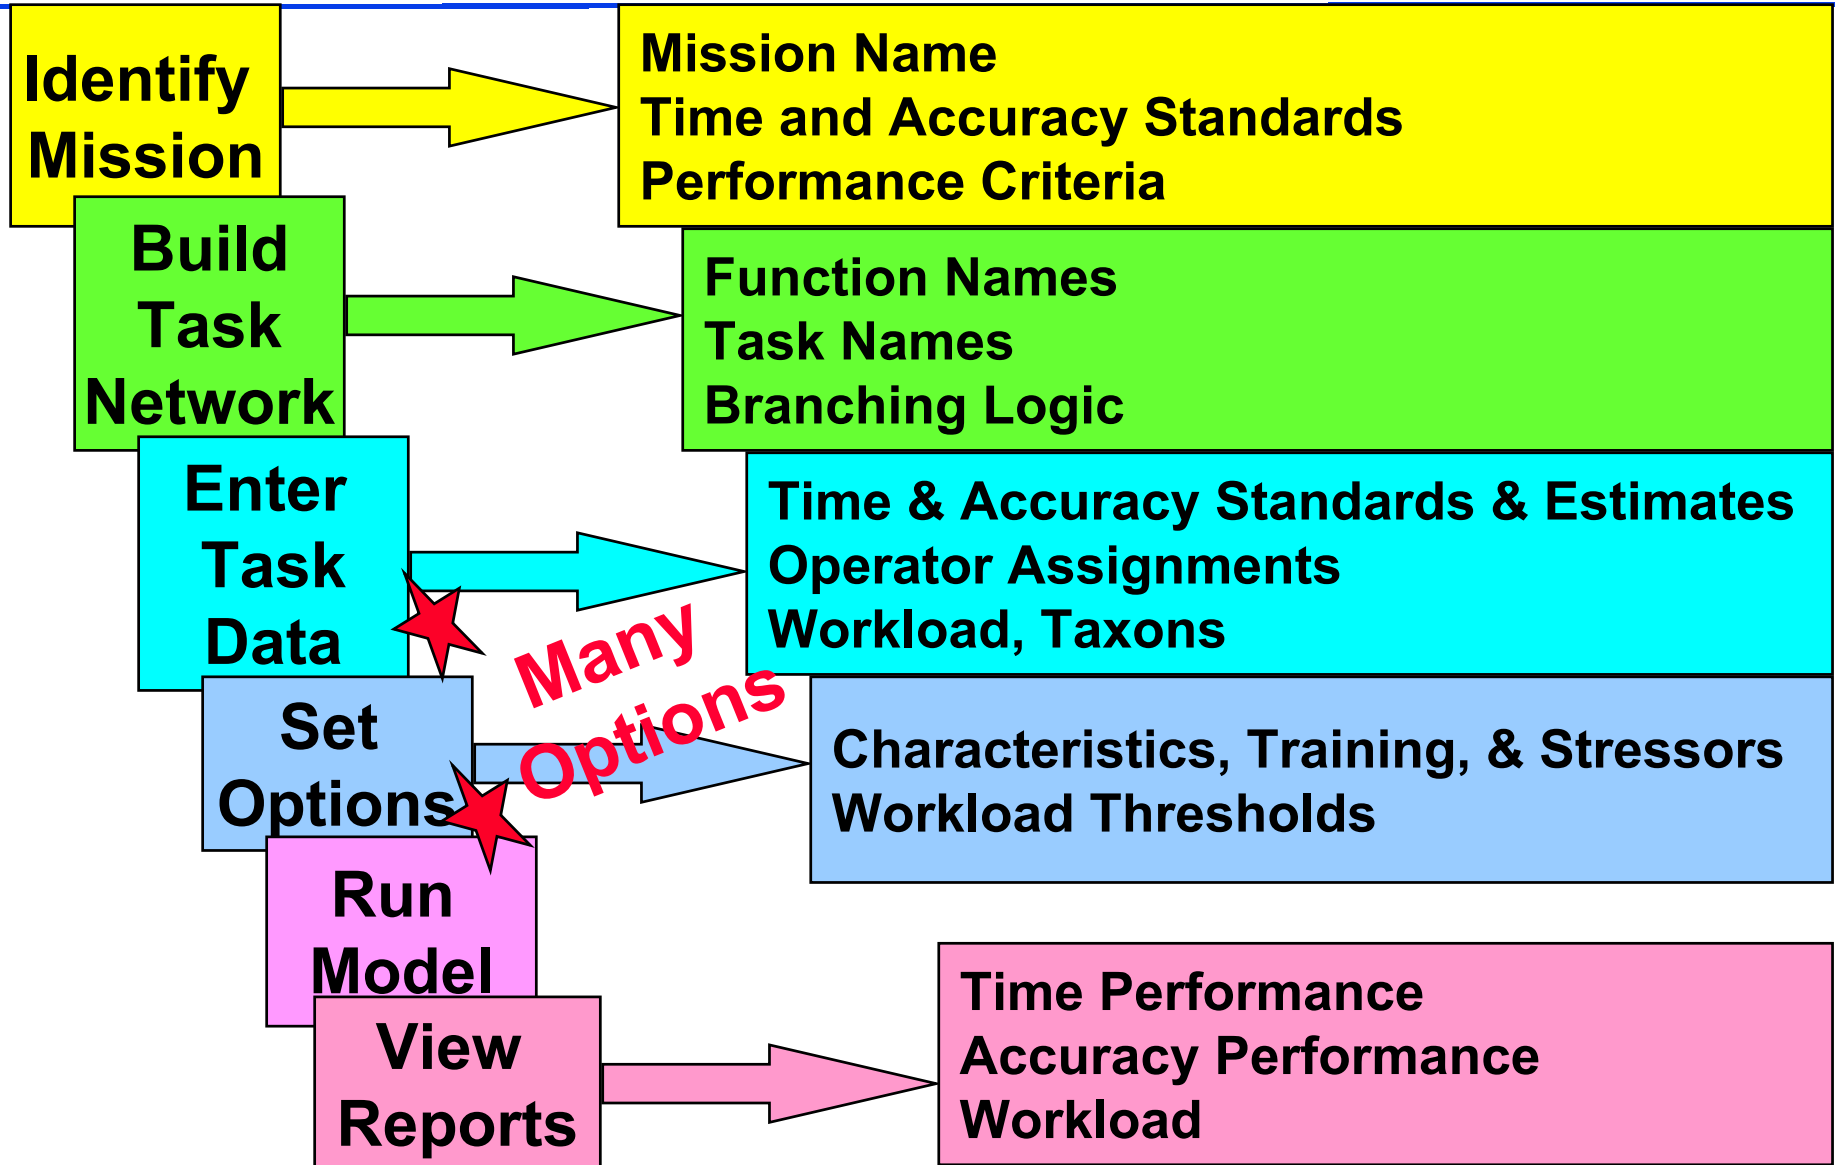 Identify
Mission
Mission Name
Time and Accuracy Standards
Performance Criteria
Build
Task
Network
Function Names
Task Names
Branching Logic
Enter
Task
Data
Time & Accuracy Standards & Estimates
Operator Assignments
Workload, Taxons
Many
Options
Set
Options
Characteristics, Training, & Stressors
Workload Thresholds
Run
Model
View
Reports
Time Performance
Accuracy Performance
Workload